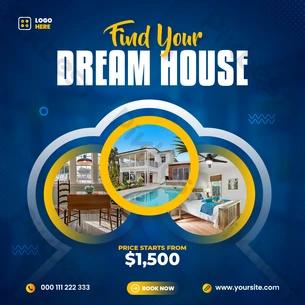 LOGO
HERE
Find Your
DREAM HOUSE
PRICE STARTS FROM
$1,500
000 111 222 333
BOOK NOW
www.yoursite.com